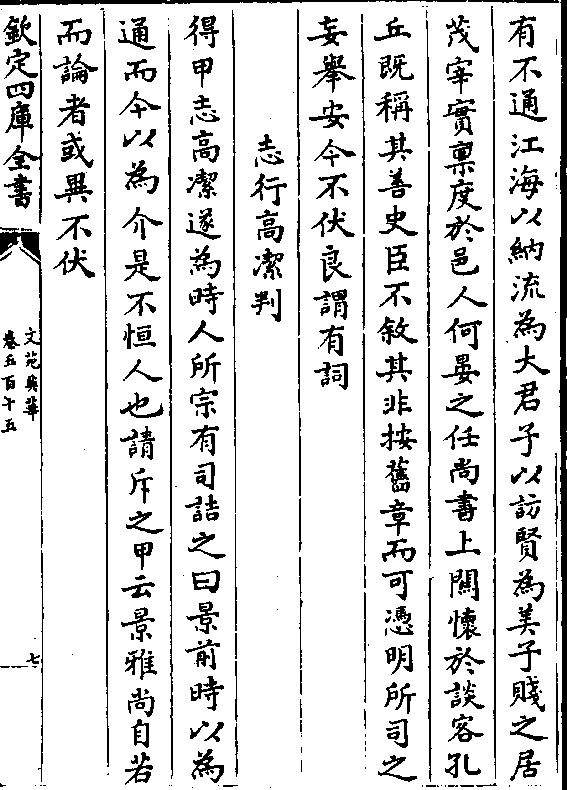 有不通江海以納流為大君子以訪賢為美子賤之居
茂宰實稟度於邑人何晏之任尚書上關懷於談客孔
丘既稱其善史臣不敘其非按舊章而可憑明所司之
妄舉安今不伏良謂有詞
志行高潔判
得甲志高潔遂為時人所宗有司詰之曰景前時以為
通而今以為介是不恒人也請斥之甲云景雅尚自若
而論者或異不伏
欽定四庫全書
文苑英華
卷五百十五
七